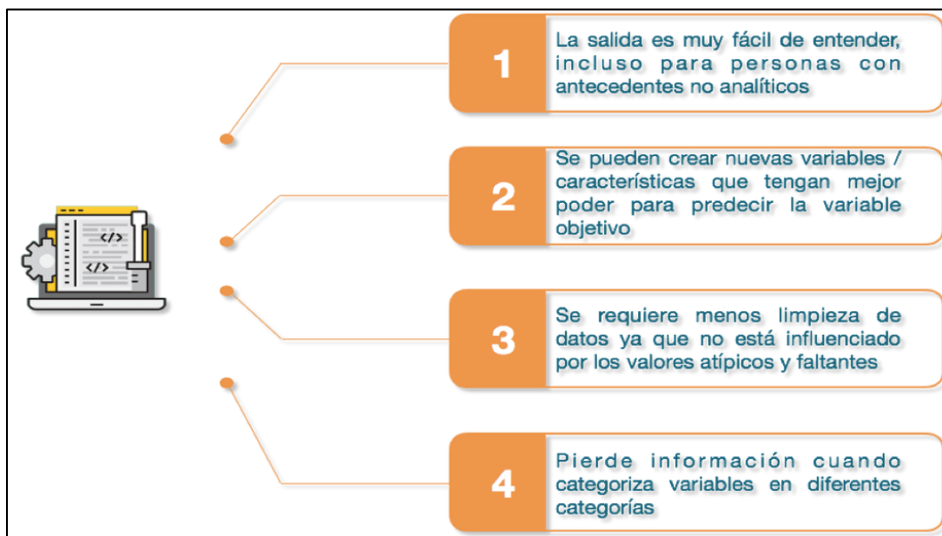 1
La salida es muy fácil de entender,
incluso para personas con
antecedentes no analíticos
2
Se pueden crear nuevas variables /
características que tengan mejor
poder para predecir la variable
objetivo
3
Se requiere menos limpieza de
datos ya que no está influenciado
por los valores atípicos y faltantes
4
Pierde información cuando
categoriza variables en diferentes
categorías